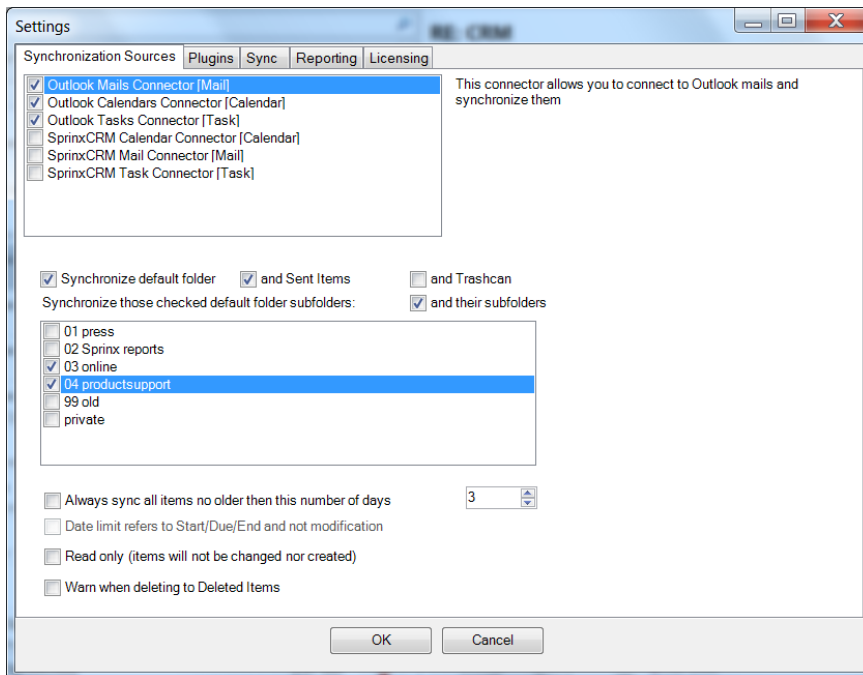 Settings
RE: CRM
Synchronization Sources Plugins Sync Reporting Licensing
Outlook Mails Connector [Mail]
Outlook Calendars Connector [Calendar]
Outlook Tasks Connector [Task]
SprinxCRM Calendar Connector [Calendar]
SprinxCRM Mail Connector [Mail]
SprinxCRM Task Connector [Task]
This connector allows you to connect to Outlook mails and
synchronize them
Synchronize default folder and Sent Items and Trashcan
Synchronize those checked default folder subfolders: and their subfolders
01 press
02 Sprinx reports
03 online
04 productsupport
99 old
private
Always sync all items no older then this number of days 3
Date limit refers to Start/Due/End and not modification
Read only (items will not be changed nor created)
Warn when deleting to Deleted Items
OK Cancel